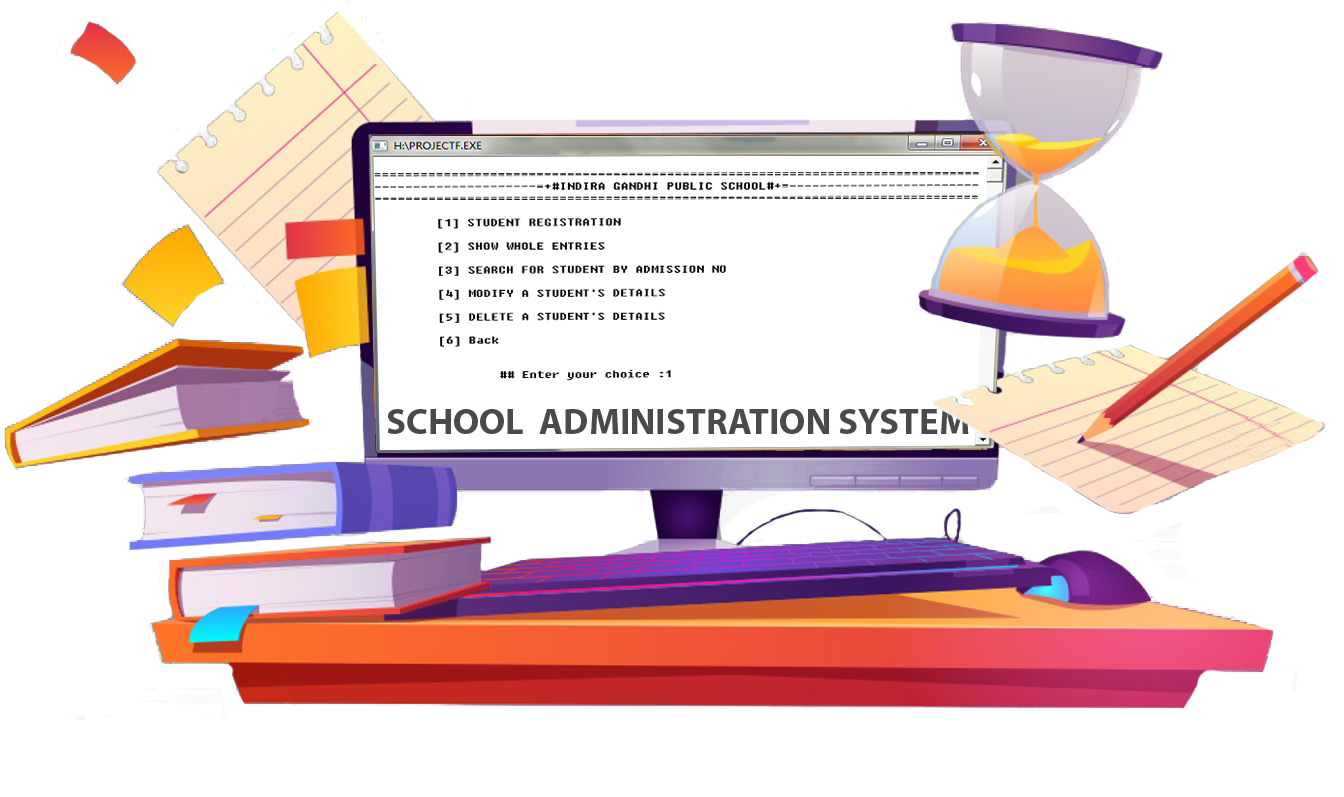 H:\PROJECTF.EXE
=+#INDIRA GANDHI PUBLIC SCHOOL#+=
[1] STUDENT REGISTRATION
[2] SHOW WHOLE ENTRIES
[3] SEARCH FOR STUDENT BY ADMISSION NO
[4] MODIFY A STUDENT'S DETAILS
[5] DELETE A STUDENT'S DETAILS
[6] Back
## Enter your choice :1
SCHOOL ADMINISTRATION SYSTEM